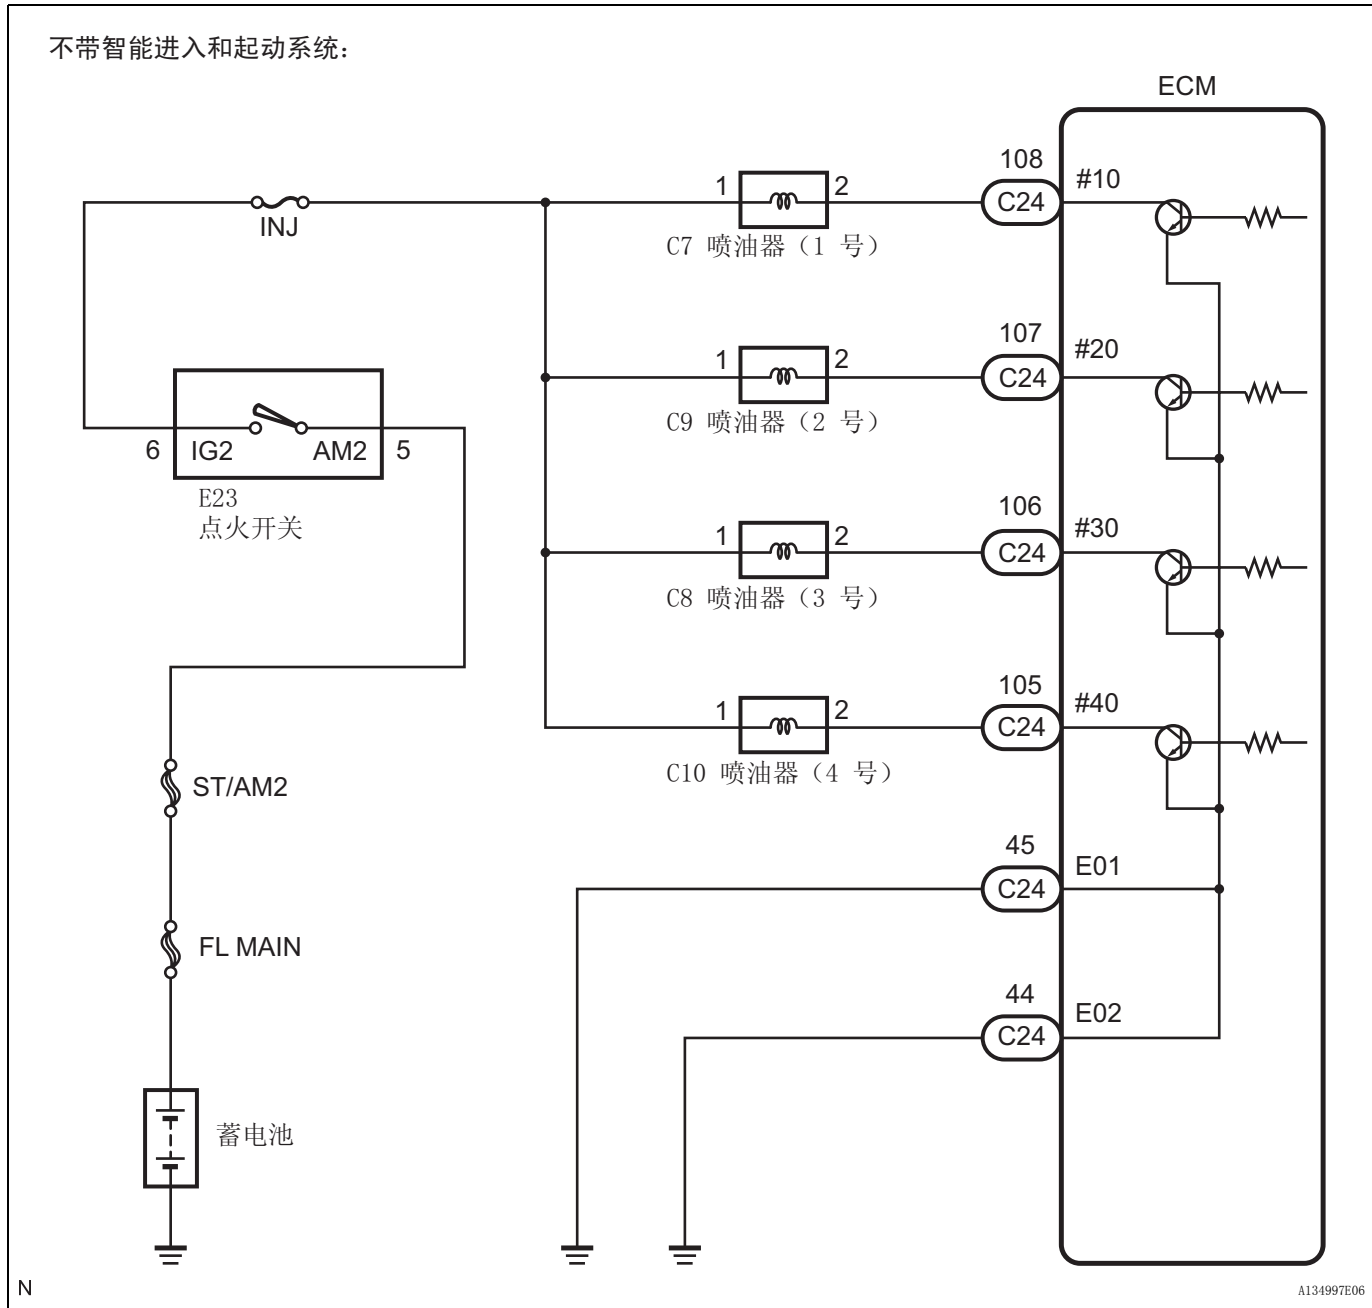 不带智能进入和起动系统：
ECM
INJ
1
2
108
C24
#10
C7 喷油器（1 号）
1
2
107
C24
#20
C9 喷油器（2 号）
6
IG2
AM2
5
E23
点火开关
1
2
106
C24
#30
C8 喷油器（3 号）
1
2
105
C24
#40
C10 喷油器（4 号）
ST/AM2
45
C24
E01
FL MAIN
44
C24
E02
蓄电池
N
A134997E06